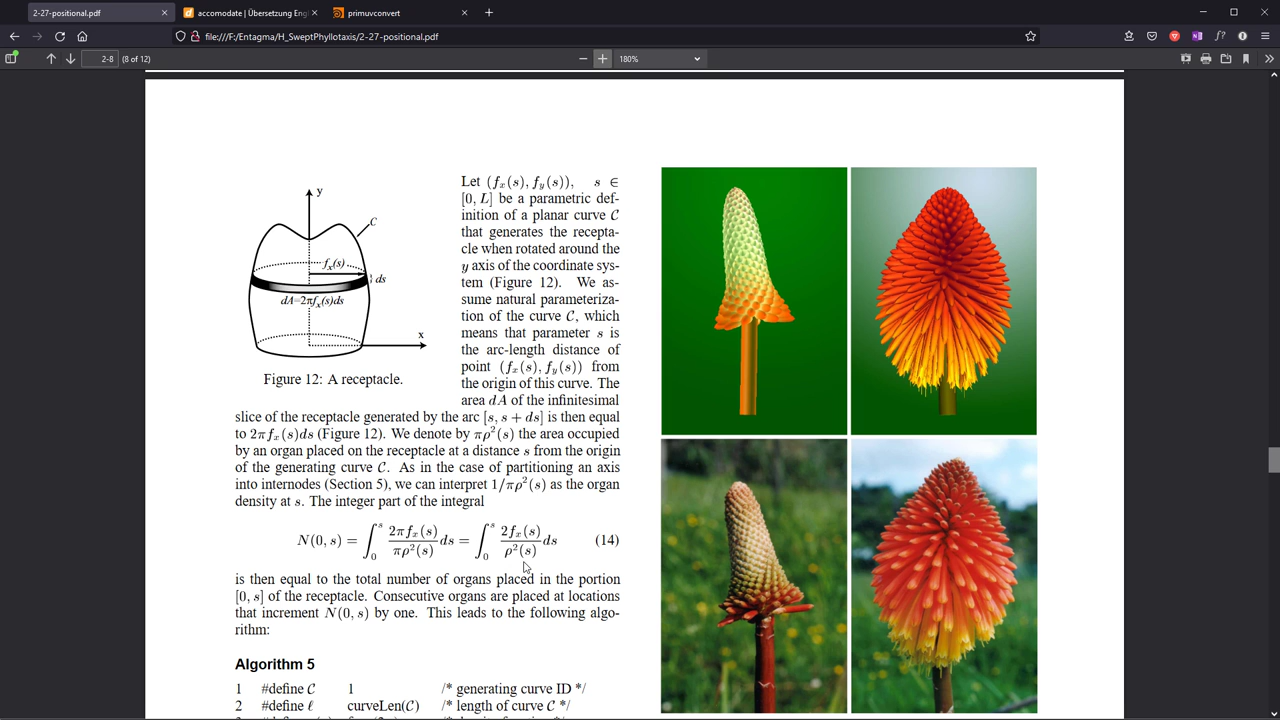 2-27-positional.pdf
accomodate | Übersetzung Eng
primuvconvert
file:///F:/Entagma/H_SweptPhyllotaxis/2-27-positional.pdf
2-8 (8 of 12)
180%
y
C
f_x(s)
ds
dA=2πf_x(s)ds
x
Figure 12: A receptacle.
Let (f_x(s), f_y(s)), s ∈
[0, L] be a parametric def-
inition of a planar curve C
that generates the recepta-
cle when rotated around the
y axis of the coordinate sys-
tem (Figure 12). We as-
sume natural parameteriza-
tion of the curve C, which
means that parameter s is
the arc-length distance of
point (f_x(s), f_y(s)) from
the origin of this curve. The
area dA of the infinitesimal
slice of the receptacle generated by the arc [s, s + ds] is then equal
to 2πf_x(s)ds (Figure 12). We denote by πρ²(s) the area occupied
by an organ placed on the receptacle at a distance s from the origin
of the generating curve C. As in the case of partitioning an axis
into internodes (Section 5), we can interpret 1/πρ²(s) as the organ
density at s. The integer part of the integral
N(0, s) = ∫₀ˢ 2πf_x(s)/πρ²(s) ds = ∫₀ˢ 2f_x(s)/ρ²(s) ds (14)
is then equal to the total number of organs placed in the portion
[0, s] of the receptacle. Consecutive organs are placed at locations
that increment N(0, s) by one. This leads to the following algo-
rithm:
Algorithm 5
1 #define C 1 /* generating curve ID */
2 #define ℓ curveLen(C) /* length of curve C */